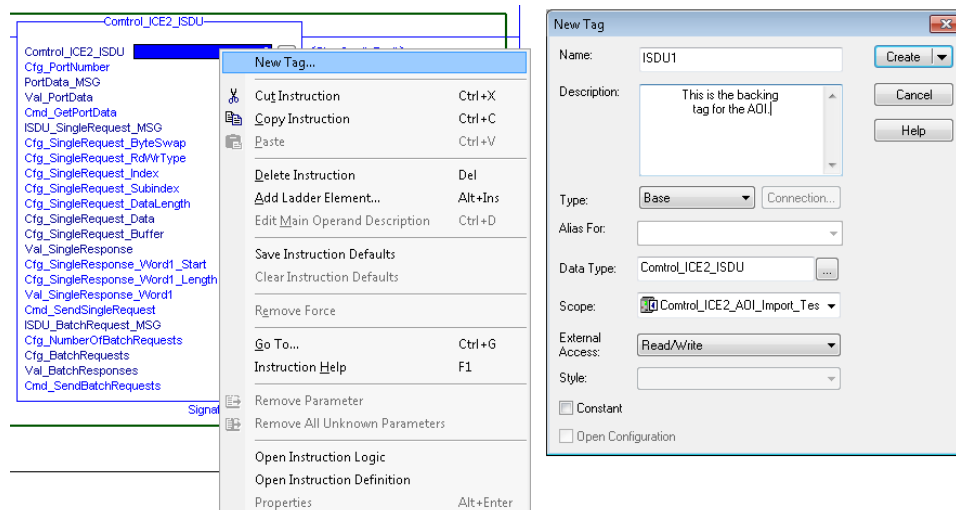 Comtrol_ICE2_ISDU
Comtrol_ICE2_ISDU
Cfg_PortNumber
PortData_MSG
Val_PortData
Cmd_GetPortData
ISDU_SingleRequest_MSG
Cfg_SingleRequest_ByteSwap
Cfg_SingleRequest_RdWrType
Cfg_SingleRequest_Index
Cfg_SingleRequest_Subindex
Cfg_SingleRequest_DataLength
Cfg_SingleRequest_Data
Cfg_SingleRequest_Buffer
Val_SingleResponse
Cfg_SingleResponse_Word1_Start
Cfg_SingleResponse_Word1_Length
Val_SingleResponse_Word1
Cmd_SendSingleRequest
ISDU_BatchRequest_MSG
Cfg_NumberOfBatchRequests
Cfg_BatchRequests
Val_BatchResponses
Cmd_SendBatchRequests
Signal
New Tag...
Cut Instruction Ctrl+X
Copy Instruction Ctrl+C
Paste Ctrl+V
Delete Instruction Del
Add Ladder Element... Alt+Ins
Edit Main Operand Description Ctrl+D
Save Instruction Defaults
Clear Instruction Defaults
Remove Force
Go To... Ctrl+G
Instruction Help F1
Remove Parameter
Remove All Unknown Parameters
Open Instruction Logic
Open Instruction Definition
Properties Alt+Enter
New Tag
Name: ISDU1 Create
Description: This is the backing Cancel
tag for the AOI. Help
Type: Base Connection...
Alias For:
Data Type: Comtrol_ICE2_ISDU ...
Scope: Comtrol_ICE2_AOI_Import_Tes
External
Access: Read/Write
Style:
Constant
Open Configuration